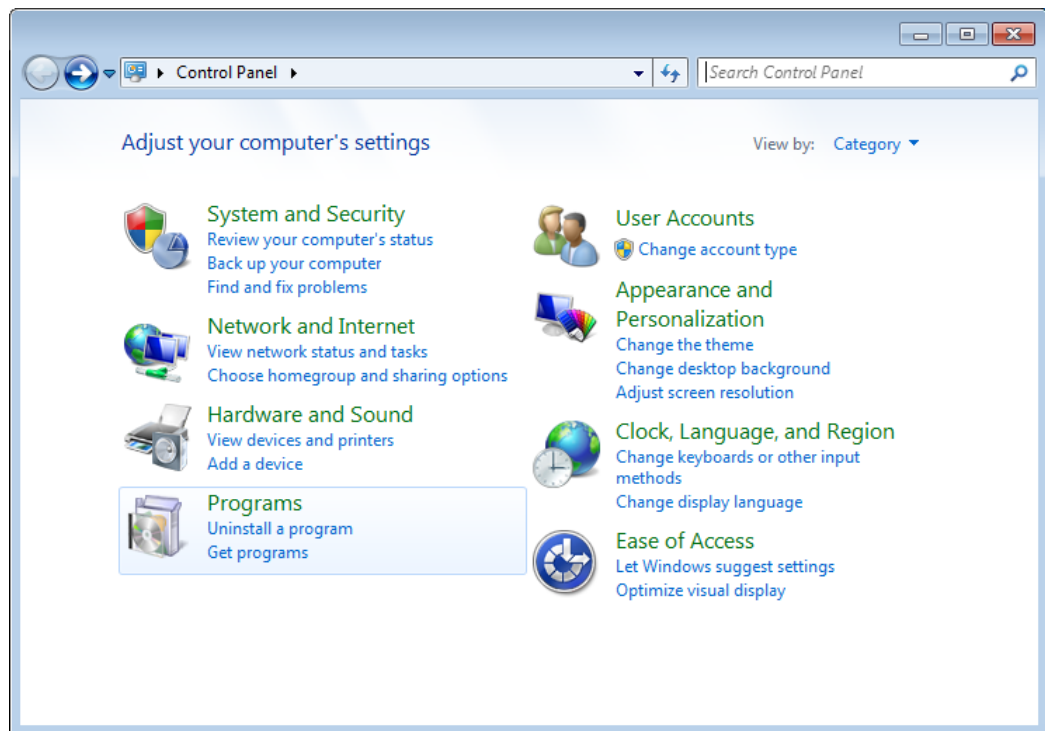 Control Panel
Search Control Panel
Adjust your computer's settings
View by: Category
System and Security
Review your computer's status
Back up your computer
Find and fix problems
Network and Internet
View network status and tasks
Choose homegroup and sharing options
Hardware and Sound
View devices and printers
Add a device
Programs
Uninstall a program
Get programs
User Accounts
Change account type
Appearance and
Personalization
Change the theme
Change desktop background
Adjust screen resolution
Clock, Language, and Region
Change keyboards or other input
methods
Change display language
Ease of Access
Let Windows suggest settings
Optimize visual display